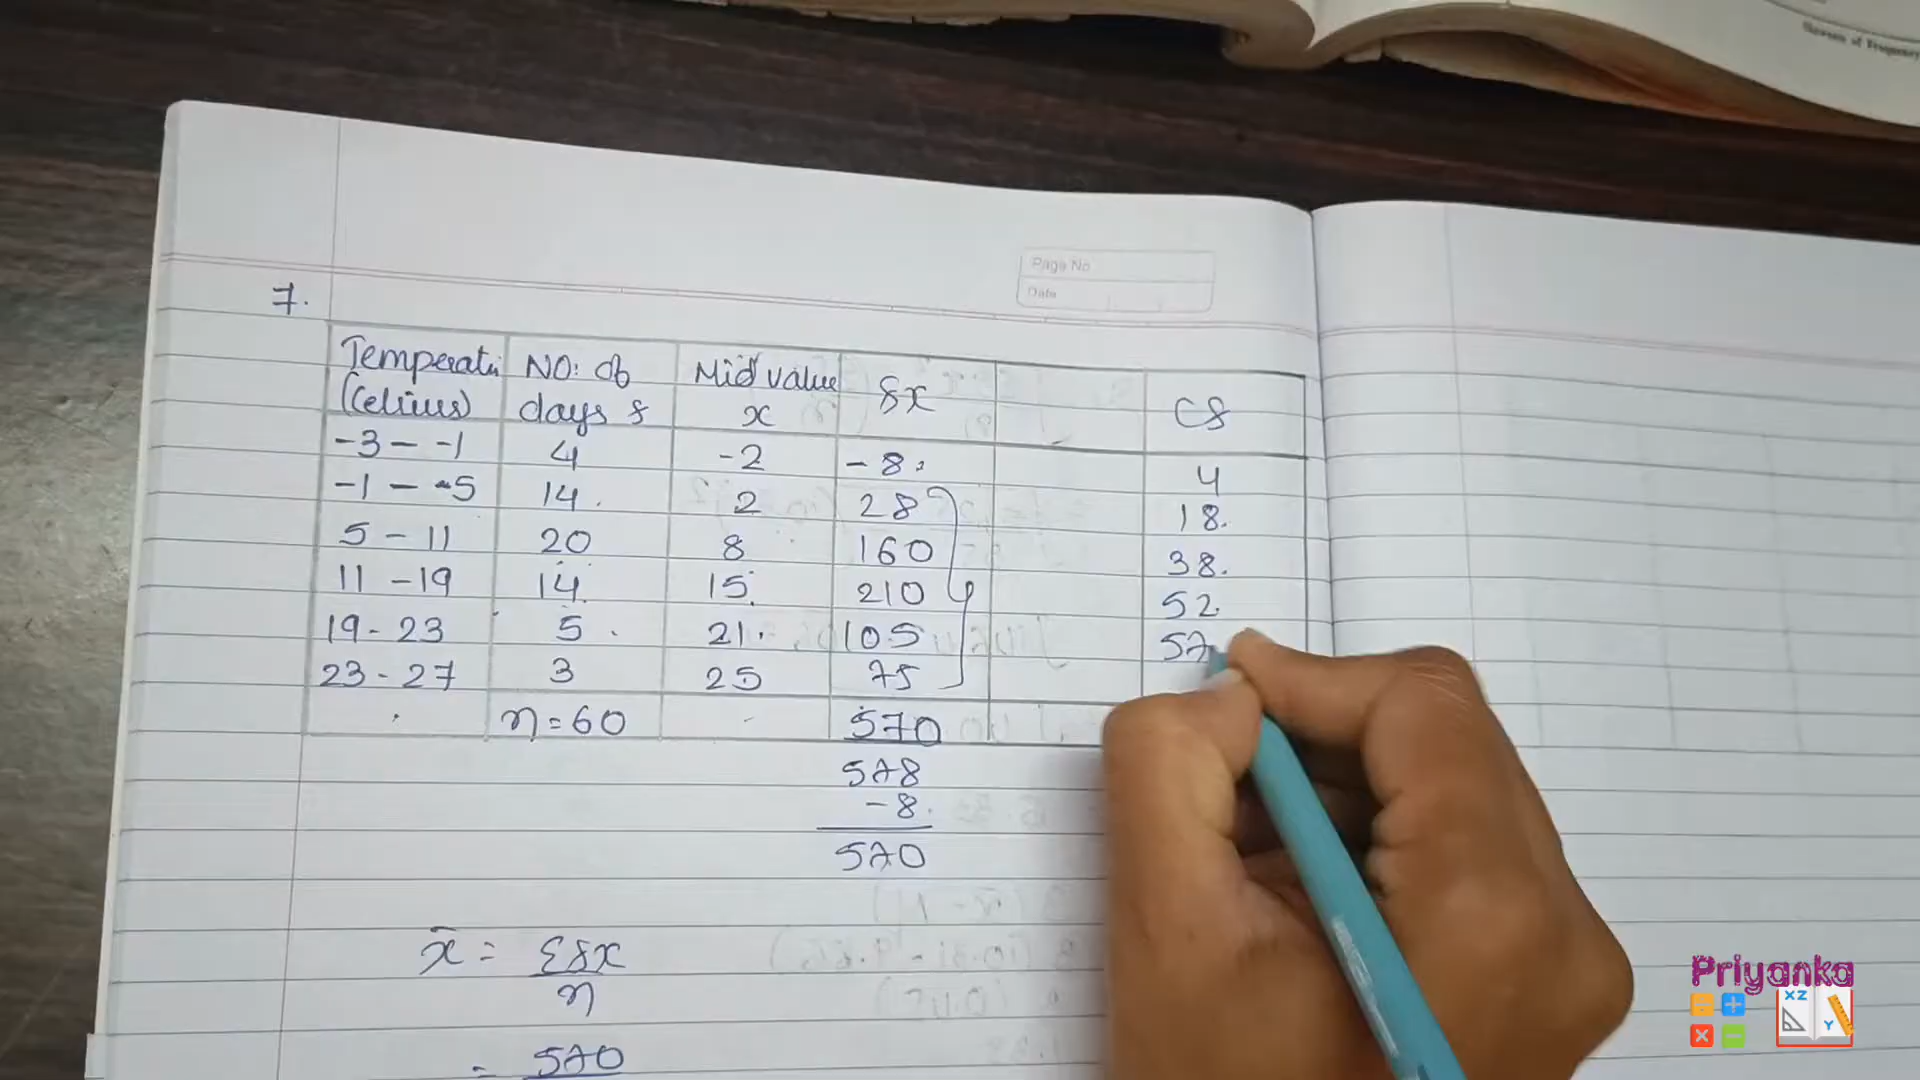 Page No
Date
7.
Temperatu (Celius) NO: of days f Mid value x fx cf
-3 - -1 4 -2 -8. 4
-1 - 5 14. 2 28 18.
5 - 11 20 8 160 38.
11 - 19 14 15. 210 52.
19 - 23 5. 21. 105 57
23 - 27 3 25 75
n = 60 570
578
-8.
570
x̄ = Σfx
n
= 570
Priyanka
XZ
Y